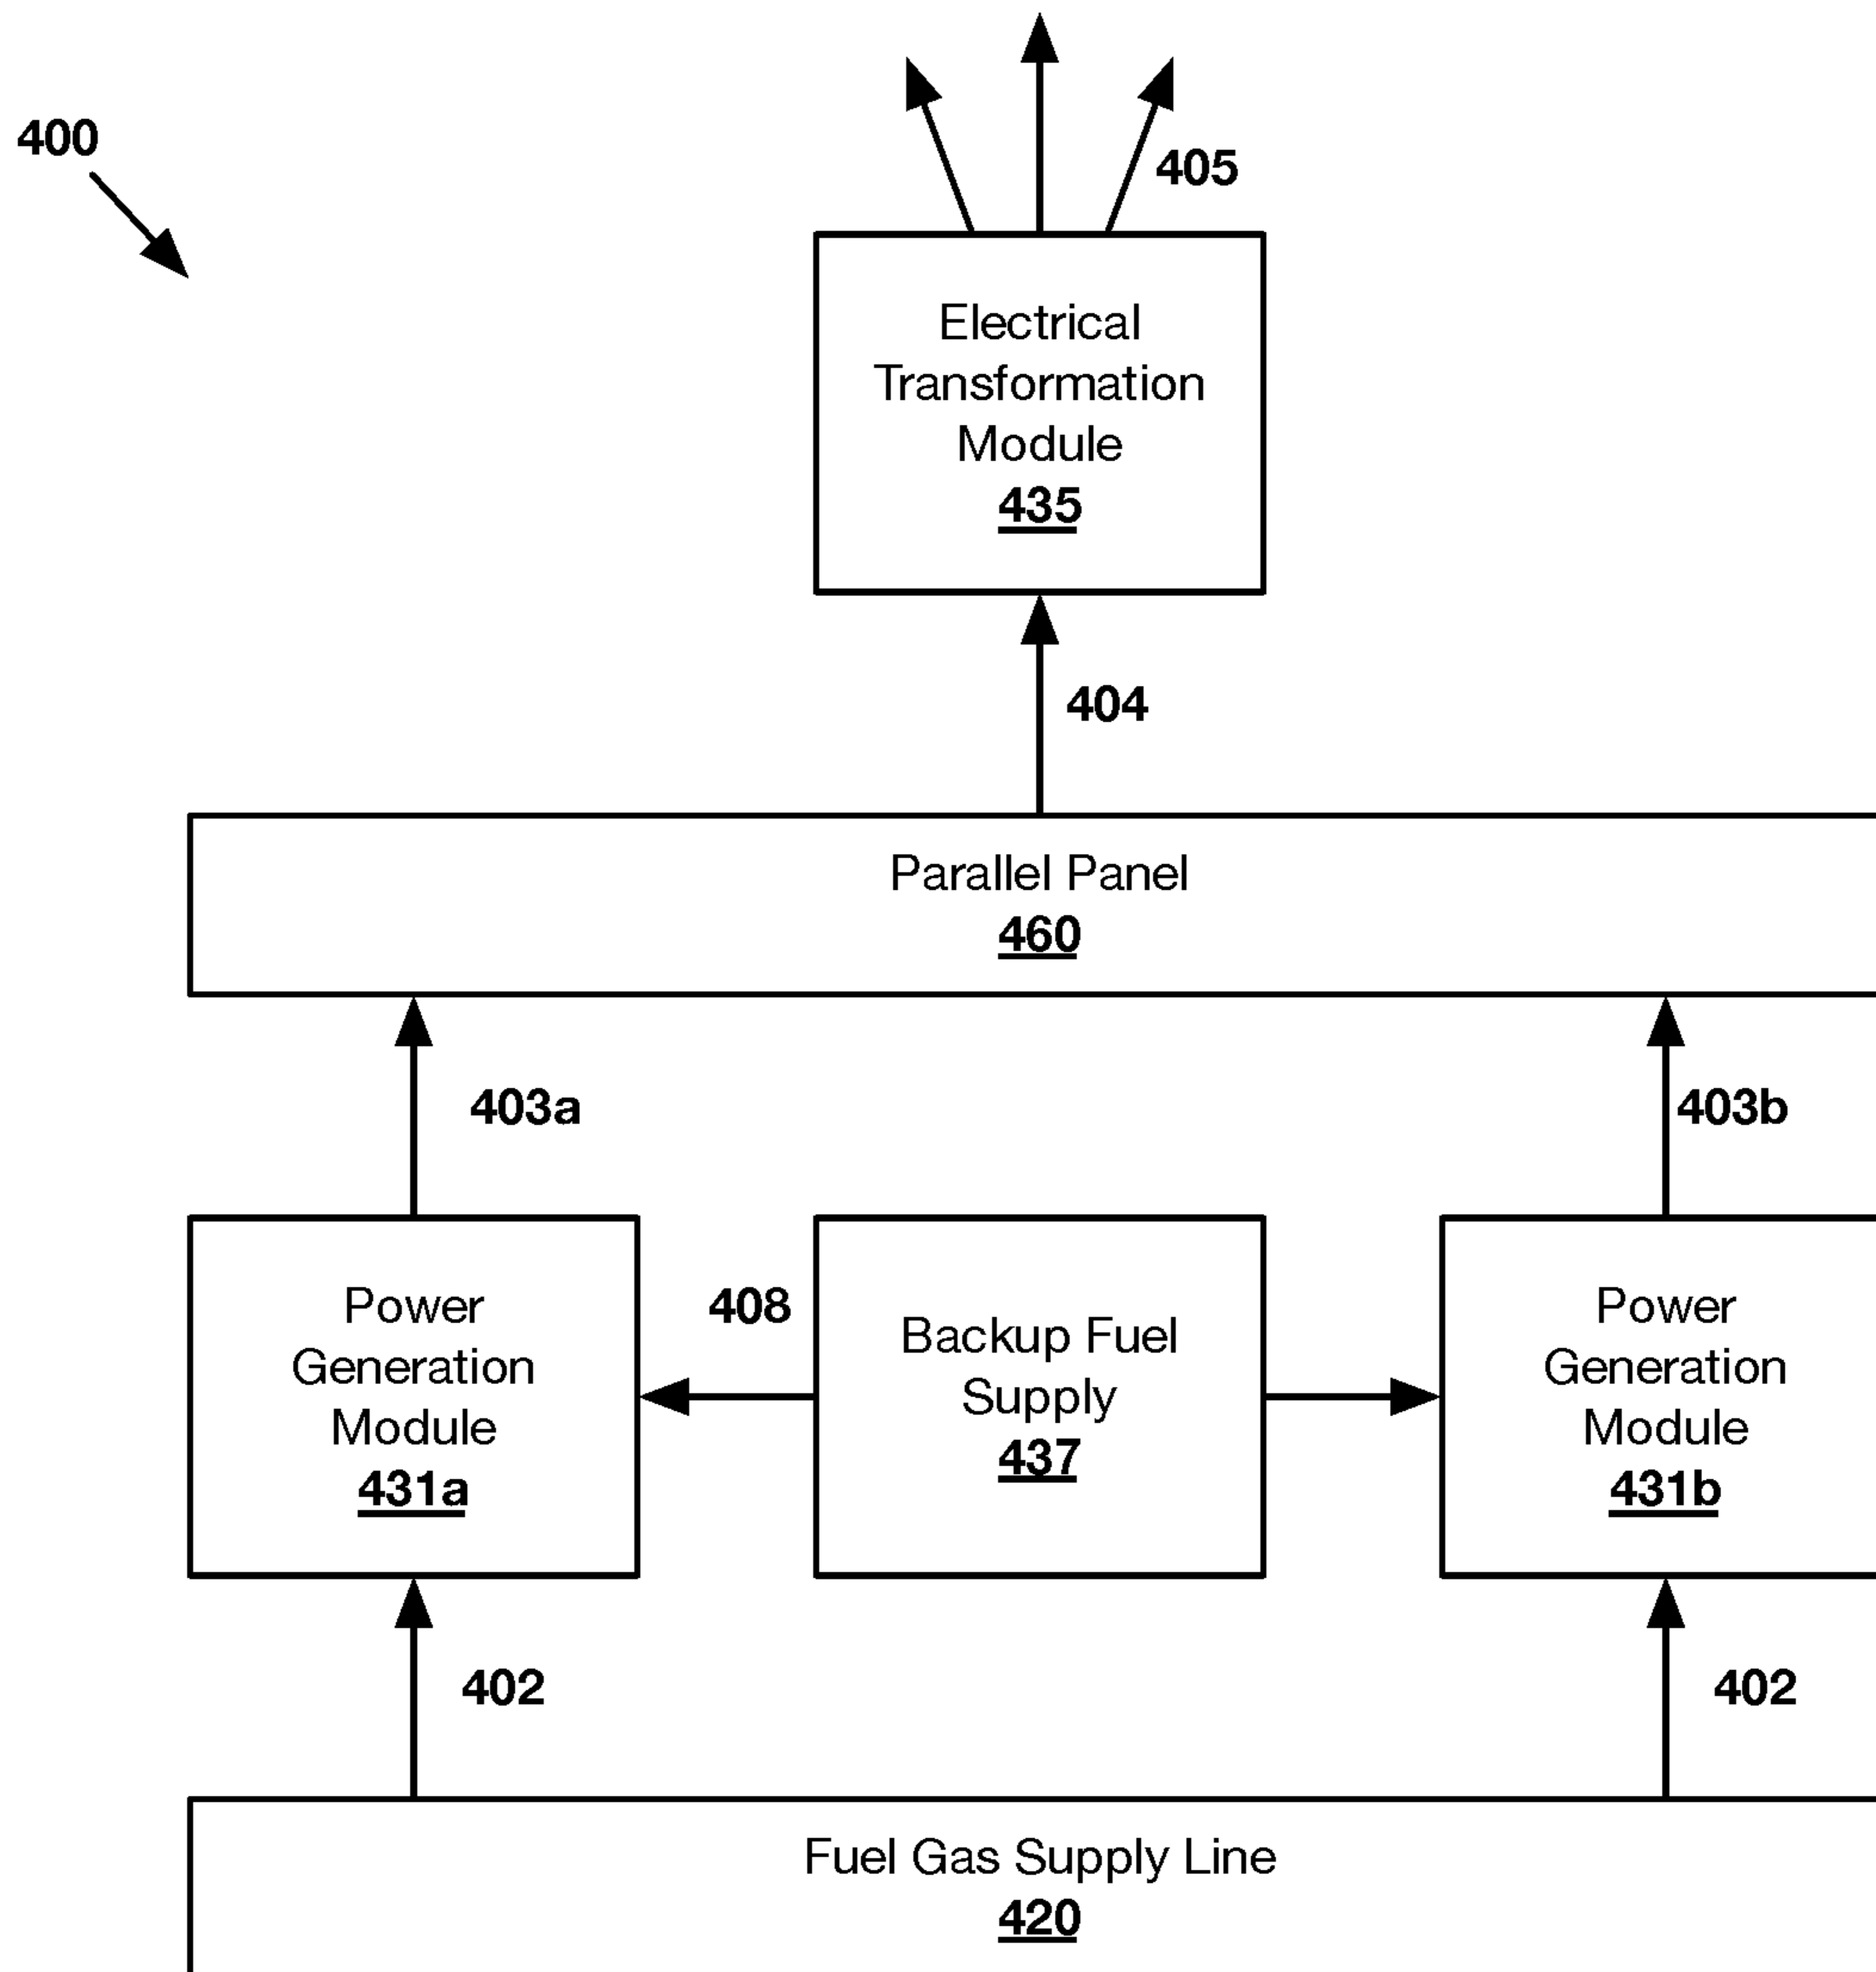 400
405
Electrical
Transformation
Module
435
404
Parallel Panel
460
403a
403b
Power
Generation
Module
431a
408
Backup Fuel
Supply
437
Power
Generation
Module
431b
402
402
Fuel Gas Supply Line
420